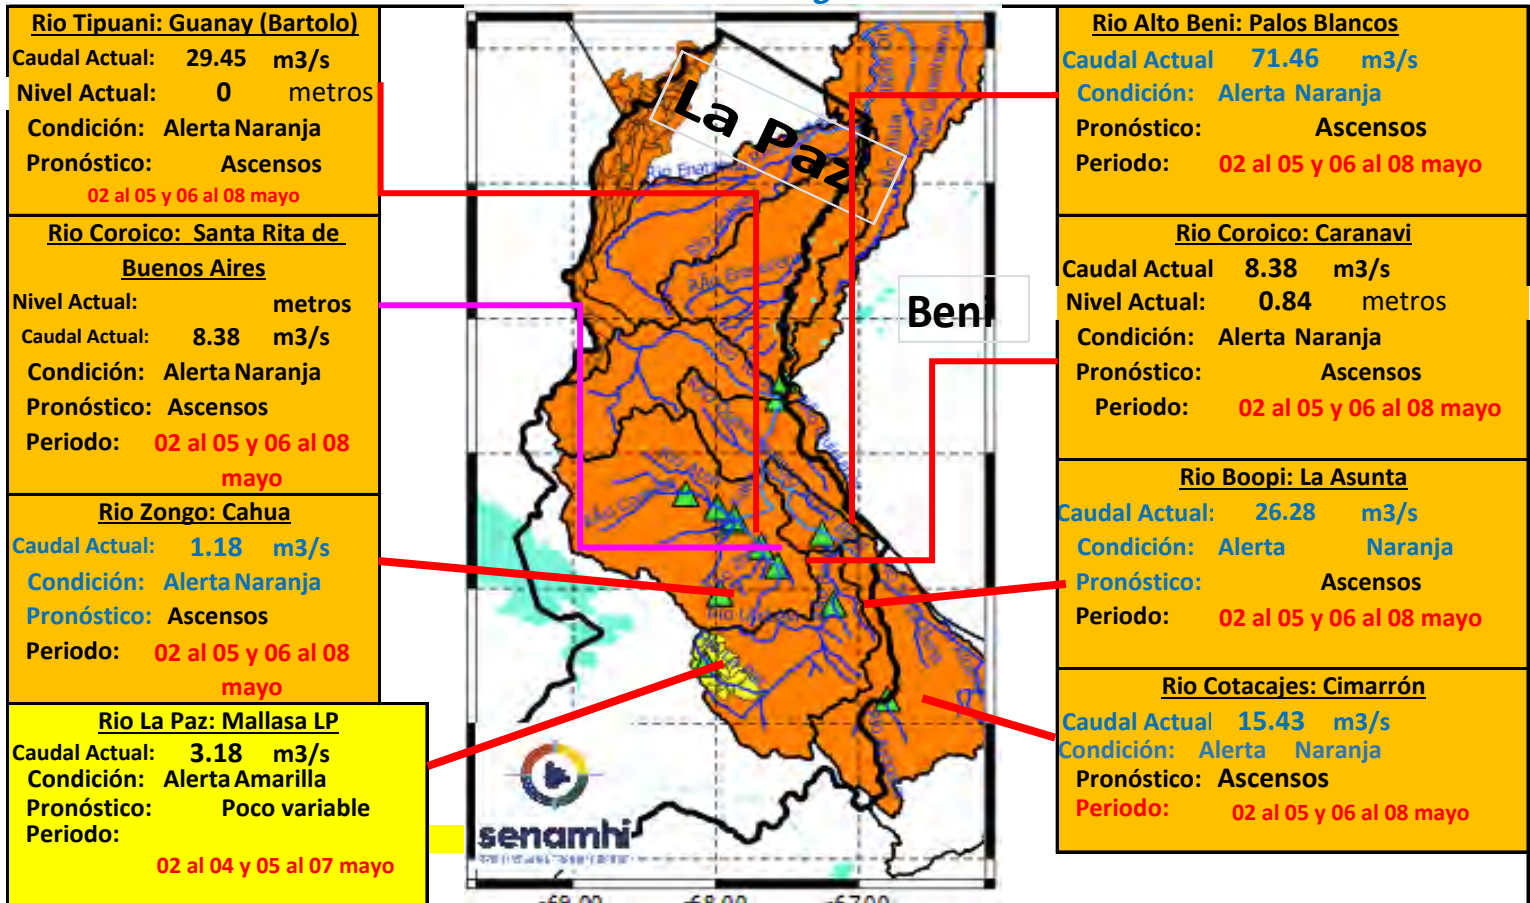 Rio Tipuani: Guanay (Bartolo)
Caudal Actual: 29.45 m3/s
Nivel Actual: 0 metros
Condición: Alerta Naranja
Pronóstico: Ascensos
02 al 05 y 06 al 08 mayo
Rio Coroico: Santa Rita de
Buenos Aires
Nivel Actual: metros
Caudal Actual: 8.38 m3/s
Condición: Alerta Naranja
Pronóstico: Ascensos
Periodo: 02 al 05 y 06 al 08
mayo
Rio Zongo: Cahua
Caudal Actual: 1.18 m3/s
Condición: Alerta Naranja
Pronóstico: Ascensos
Periodo: 02 al 05 y 06 al 08
mayo
Rio La Paz: Mallasa LP
Caudal Actual: 3.18 m3/s
Condición: Alerta Amarilla
Pronóstico: Poco variable
Periodo:
02 al 04 y 05 al 07 mayo
La Paz
Beni
senamhi
-69.00 -68.00 -67.00
Rio Alto Beni: Palos Blancos
Caudal Actual 71.46 m3/s
Condición: Alerta Naranja
Pronóstico: Ascensos
Periodo: 02 al 05 y 06 al 08 mayo
Rio Coroico: Caranavi
Caudal Actual 8.38 m3/s
Nivel Actual: 0.84 metros
Condición: Alerta Naranja
Pronóstico: Ascensos
Periodo: 02 al 05 y 06 al 08 mayo
Rio Boopi: La Asunta
Caudal Actual: 26.28 m3/s
Condición: Alerta Naranja
Pronóstico: Ascensos
Periodo: 02 al 05 y 06 al 08 mayo
Rio Cotacajes: Cimarrón
Caudal Actual 15.43 m3/s
Condición: Alerta Naranja
Pronóstico: Ascensos
Periodo: 02 al 05 y 06 al 08 mayo